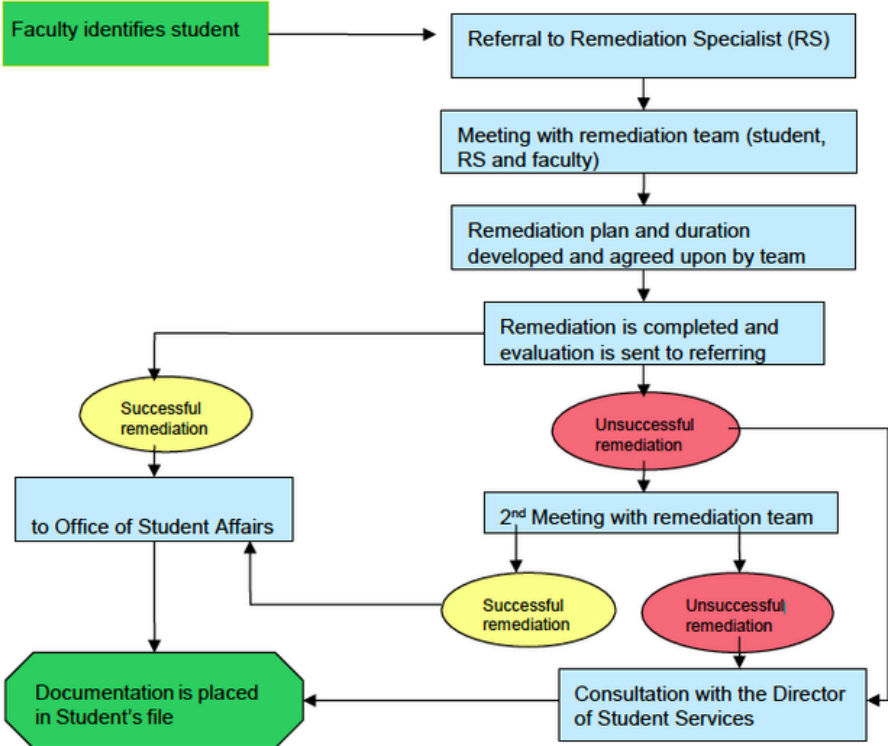 Faculty identifies student
Referral to Remediation Specialist (RS)
Meeting with remediation team (student,
RS and faculty)
Remediation plan and duration
developed and agreed upon by team
Remediation is completed and
evaluation is sent to referring
Successful
remediation
Unsuccessful
remediation
to Office of Student Affairs
2nd Meeting with remediation team
Successful
remediation
Unsuccessful
remediation
Documentation is placed
in Student's file
Consultation with the Director
of Student Services